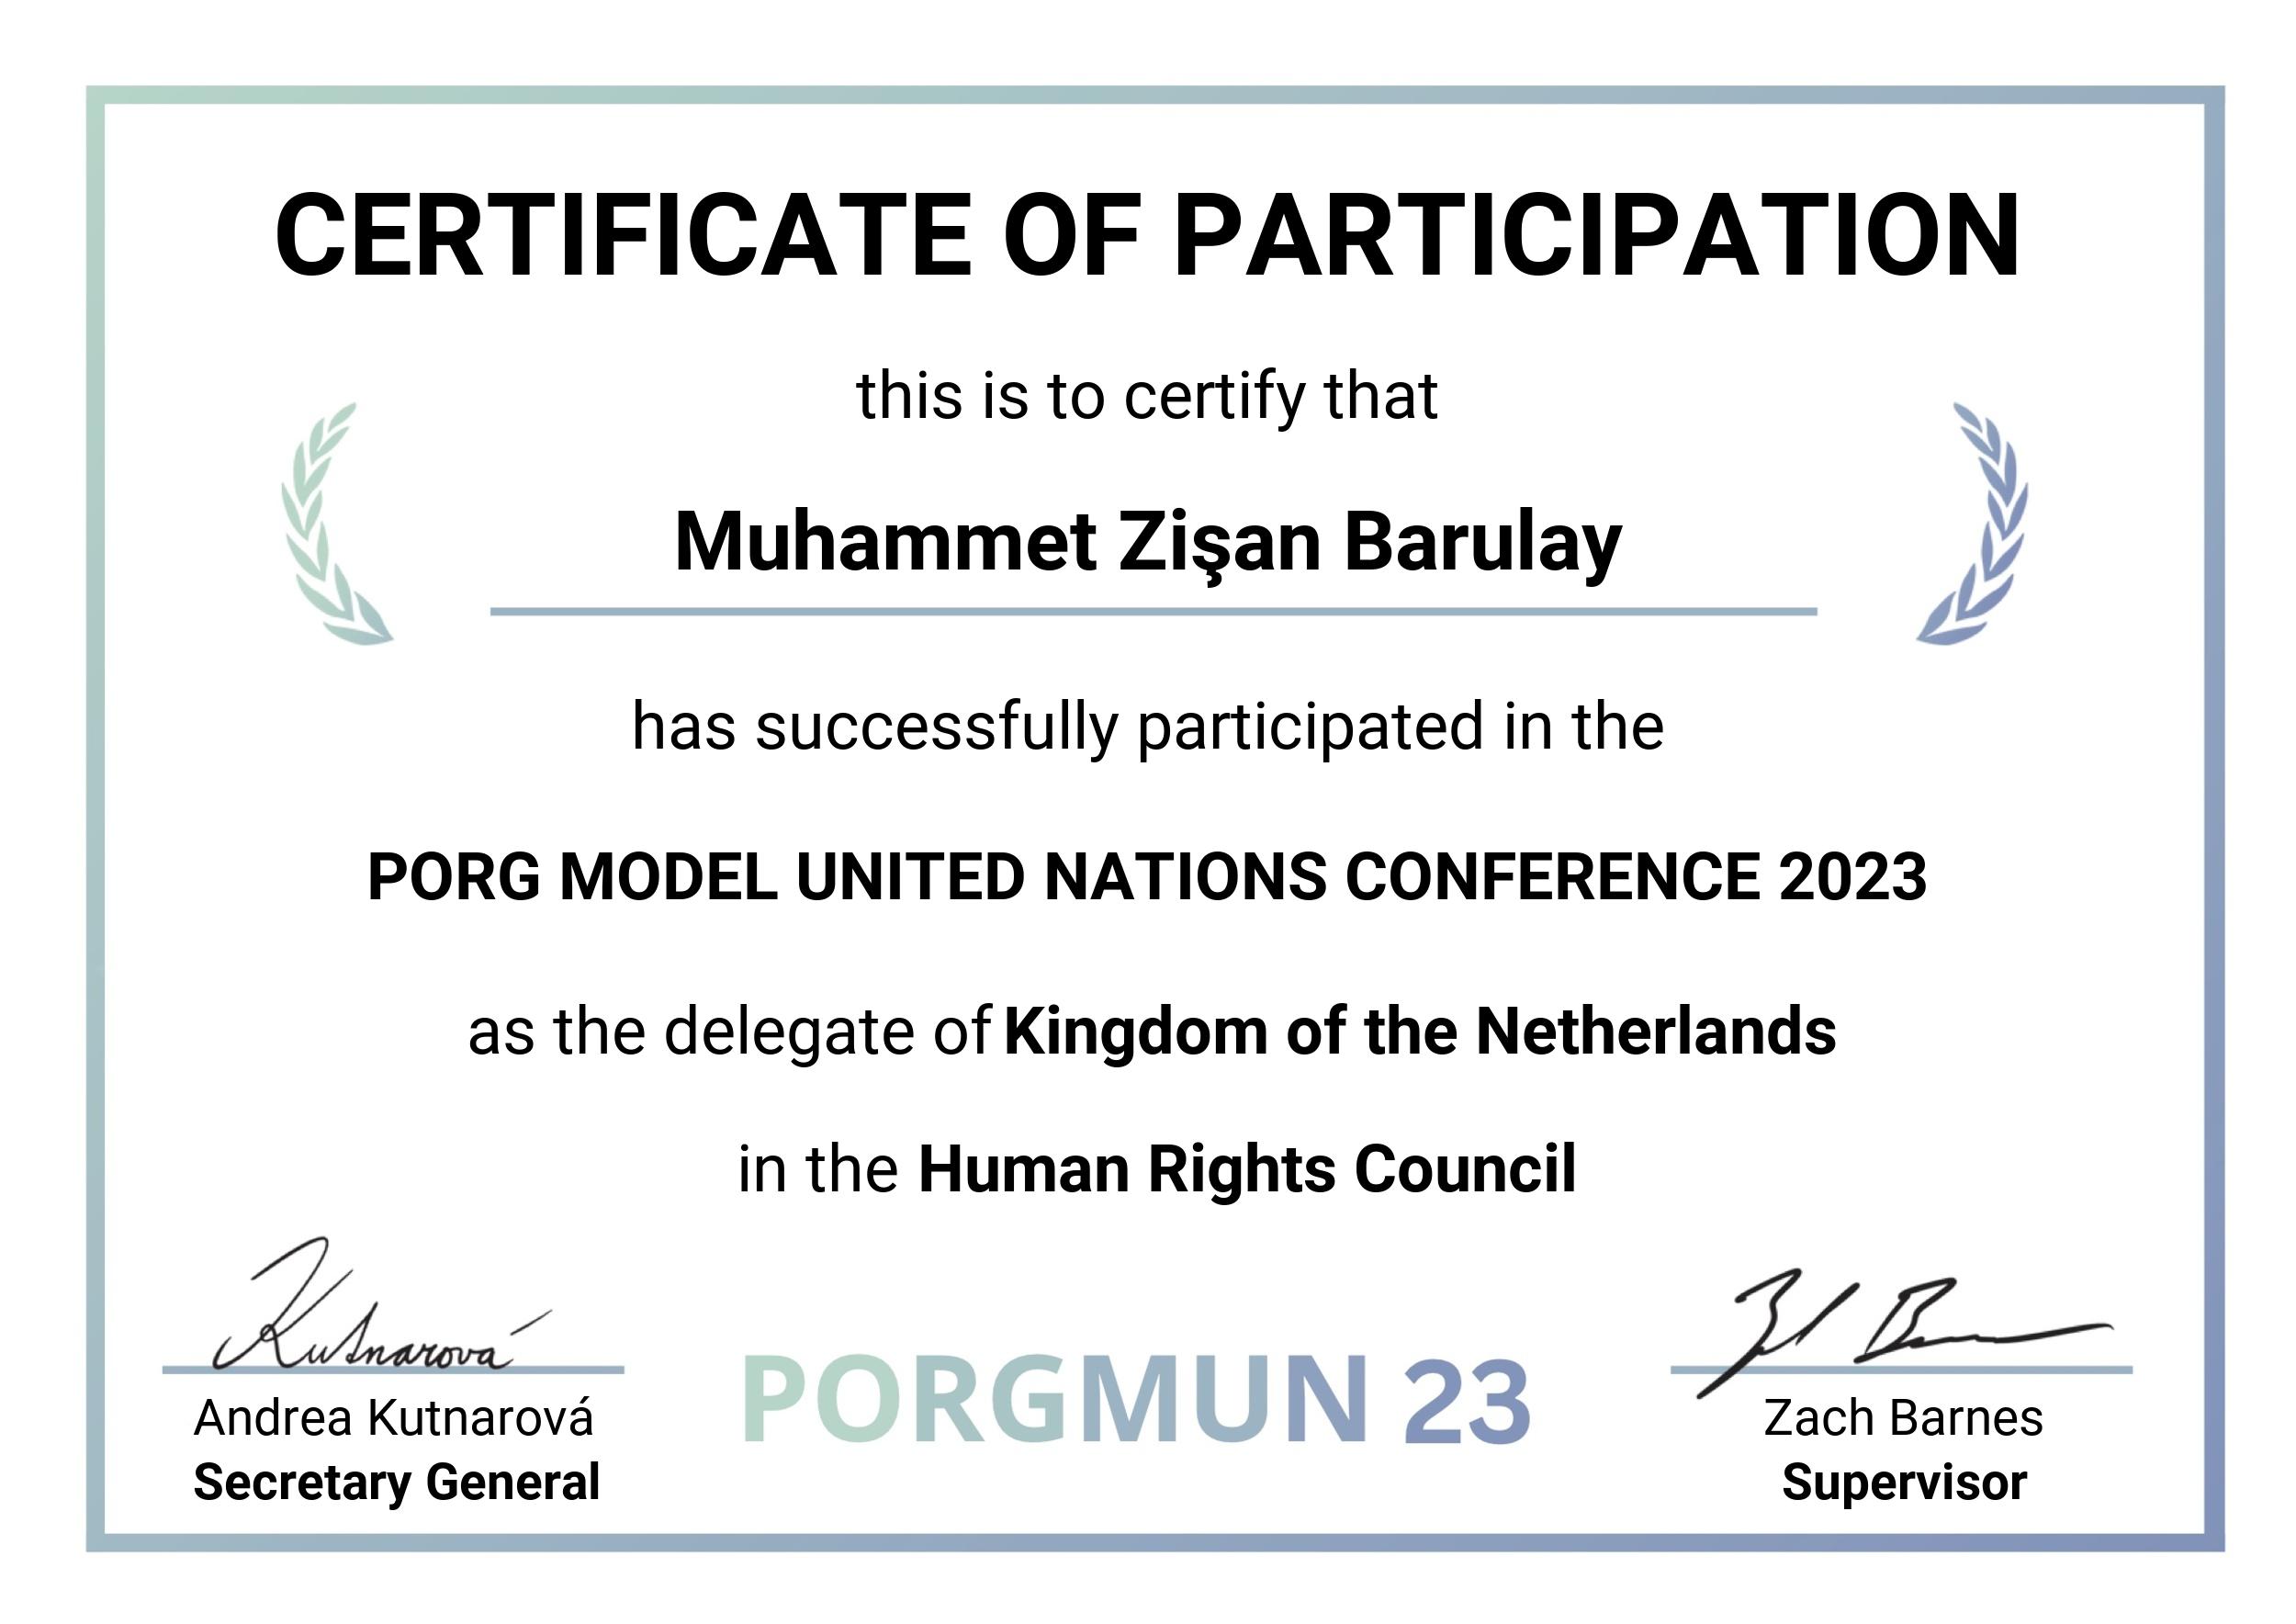 CERTIFICATE OF PARTICIPATION
this is to certify that
Muhammet Zişan Barulay
has successfully participated in the
PORG MODEL UNITED NATIONS CONFERENCE 2023
as the delegate of Kingdom of the Netherlands
in the Human Rights Council
Kutnarová
Andrea Kutnarová
Secretary General
PORGMUN 23
Zach Barnes
Supervisor